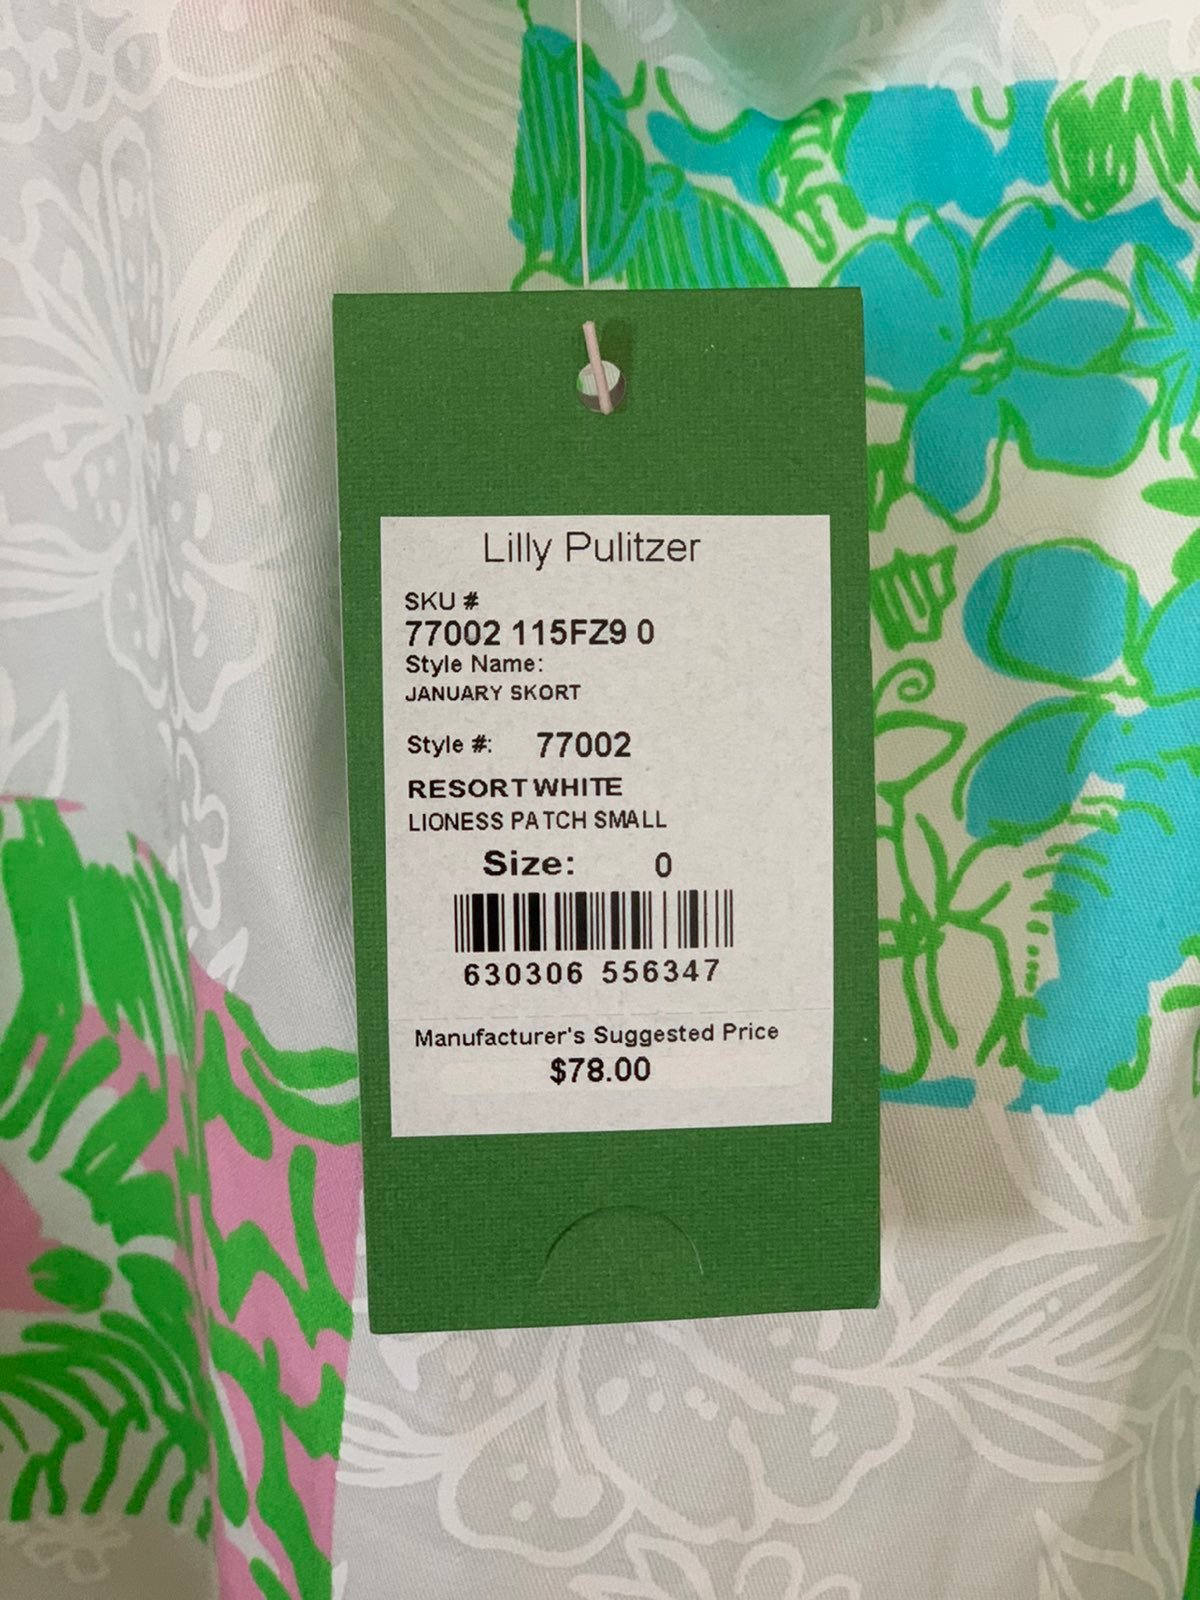 Lilly Pulitzer
SKU #
77002 115FZ9 0
Style Name:
JANUARY SKORT
Style #: 77002
RESORT WHITE
LIONESS PATCH SMALL
Size: 0
630306 556347
Manufacturer's Suggested Price
$78.00